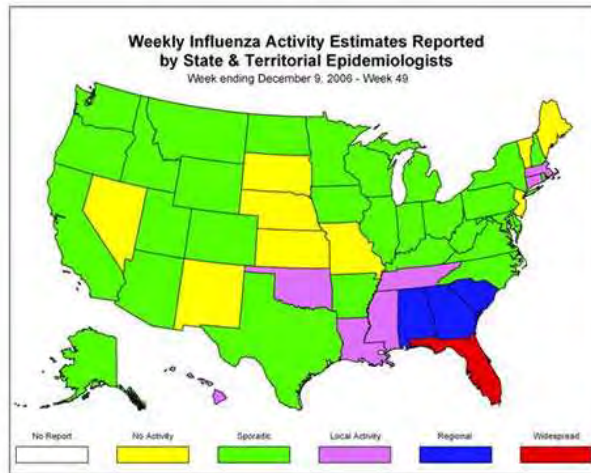 Weekly Influenza Activity Estimates Reported
by State & Territorial Epidemiologists
Week ending December 9, 2006 - Week 49
No Report
No Activity
Sporadic
Local Activity
Regional
Widespread